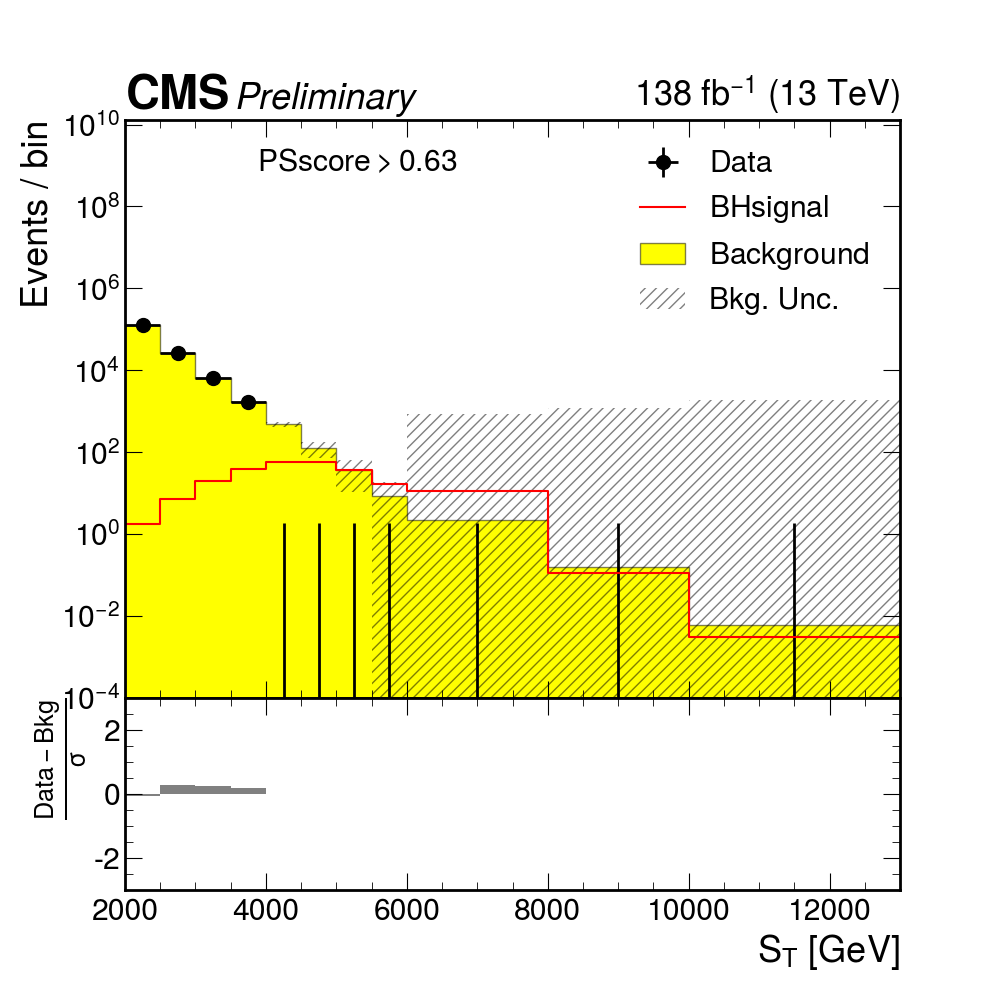 CMS Preliminary 138 fb⁻¹ (13 TeV)
Events / bin
PSscore > 0.63
Data
BHsignal
Background
Bkg. Unc.
10¹⁰
10⁸
10⁶
10⁴
10²
10⁰
10⁻²
10⁻⁴
Data – Bkg
σ
2
0
-2
2000 4000 6000 8000 10000 12000
S_T [GeV]